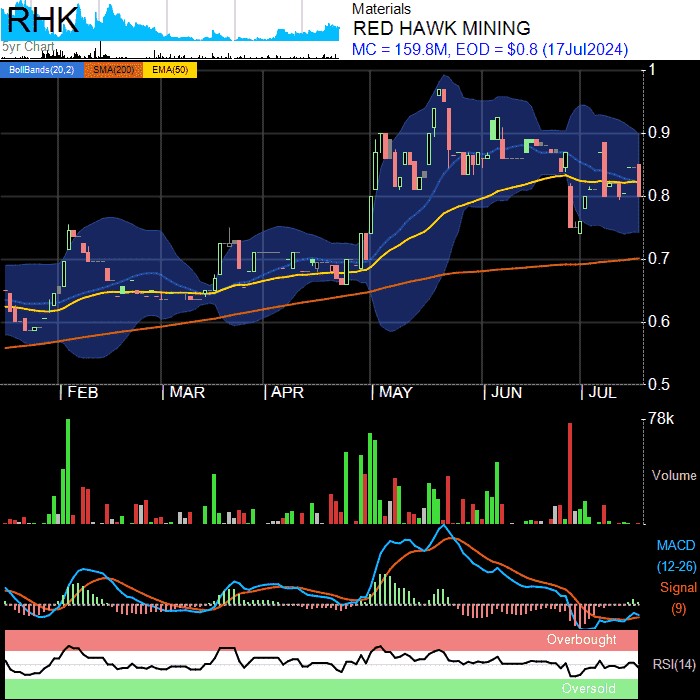 RHK
5yr Chart
Materials
RED HAWK MINING
MC = 159.8M, EOD = $0.8 (17Jul2024)
BollBands(20,2) SMA(200) EMA(50)
1
0.9
0.8
0.7
0.6
0.5
FEB MAR APR MAY JUN JUL
78k
Volume
MACD
(12-26)
Signal
(9)
Overbought
RSI(14)
Oversold